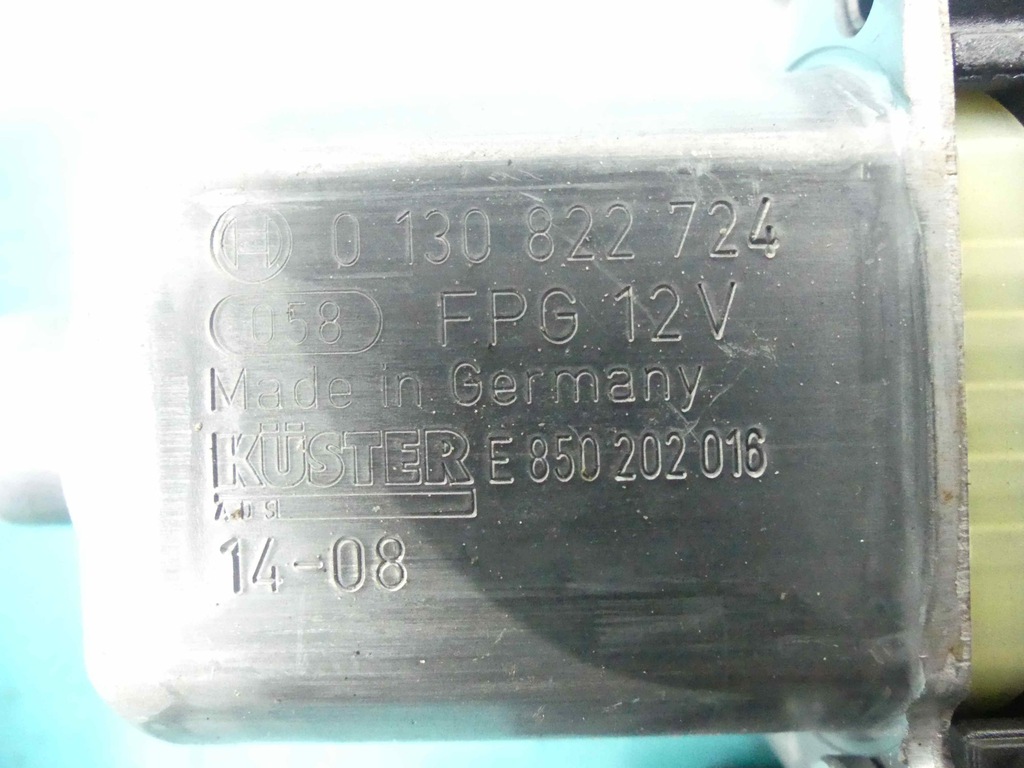 0 130 822 724
058 FPG 12V
Made in Germany
KÜSTER E 850 202 016
14-08